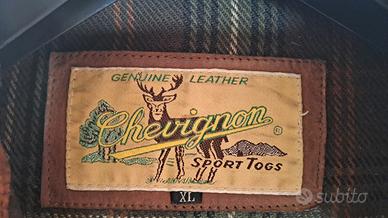 GENUINE LEATHER
Chevignon
®
SPORT TOGS
XL
subito